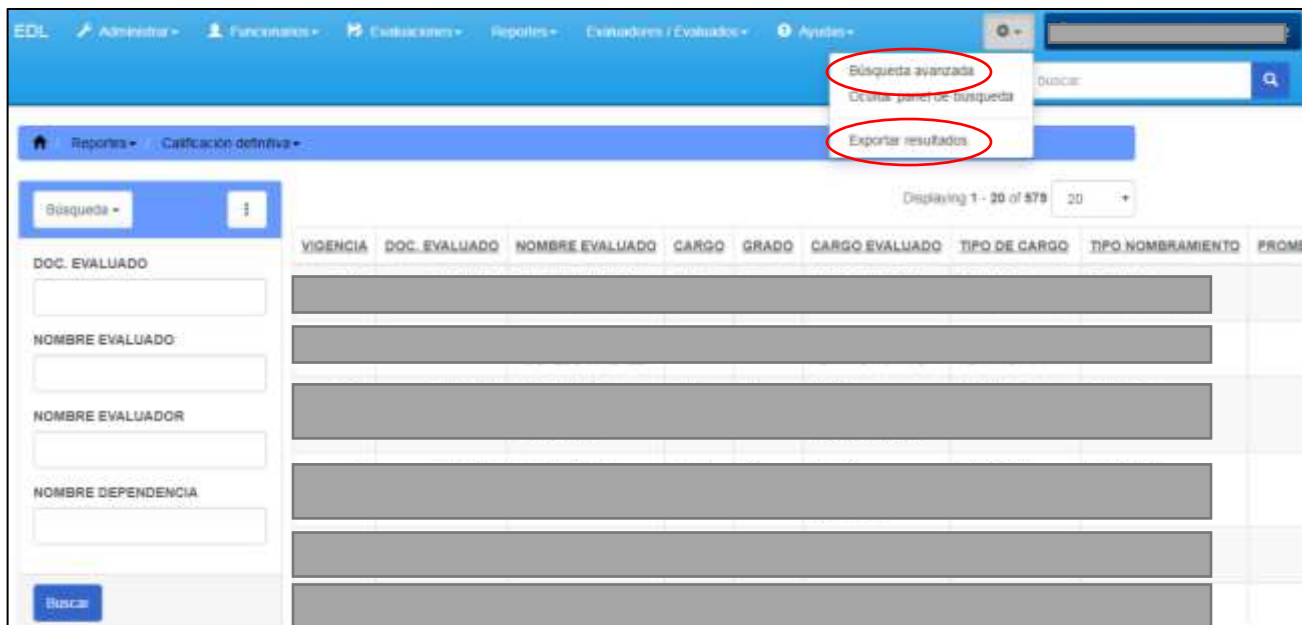 EDL Administrar Funcionarios Evaluaciones Reportes Evaluadores / Evaluados Ayudas
Búsqueda avanzada
Ocultar panel de búsqueda
Exportar resultados
Buscar
Reportes Calificación definitiva
Búsqueda
Displaying 1 - 20 of 579 20
VIGENCIA DOC. EVALUADO NOMBRE EVALUADO CARGO GRADO CARGO EVALUADO TIPO DE CARGO TIPO NOMBRAMIENTO PROME
DOC. EVALUADO
NOMBRE EVALUADO
NOMBRE EVALUADOR
NOMBRE DEPENDENCIA
Buscar